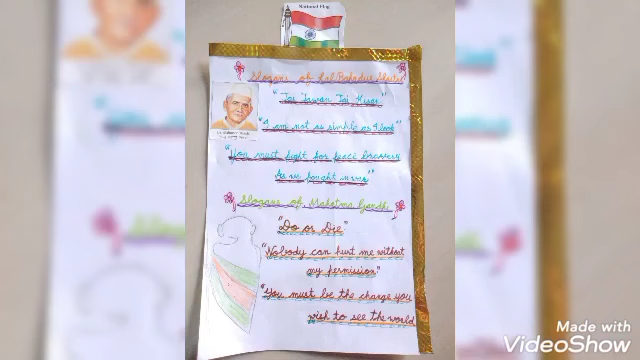 National Flag
Slogans of Lal Bahadur Shastri
"Jai Jawan Jai Kisan"
"I am not as simple as I look"
"You must fight for peace bravery
As we fought in war"
Slogans of Mahatma Gandhi
"Do or Die"
"Nobody can hurt me without
my permission"
"You must be the change you
wish to see the world
Made with
VideoShow